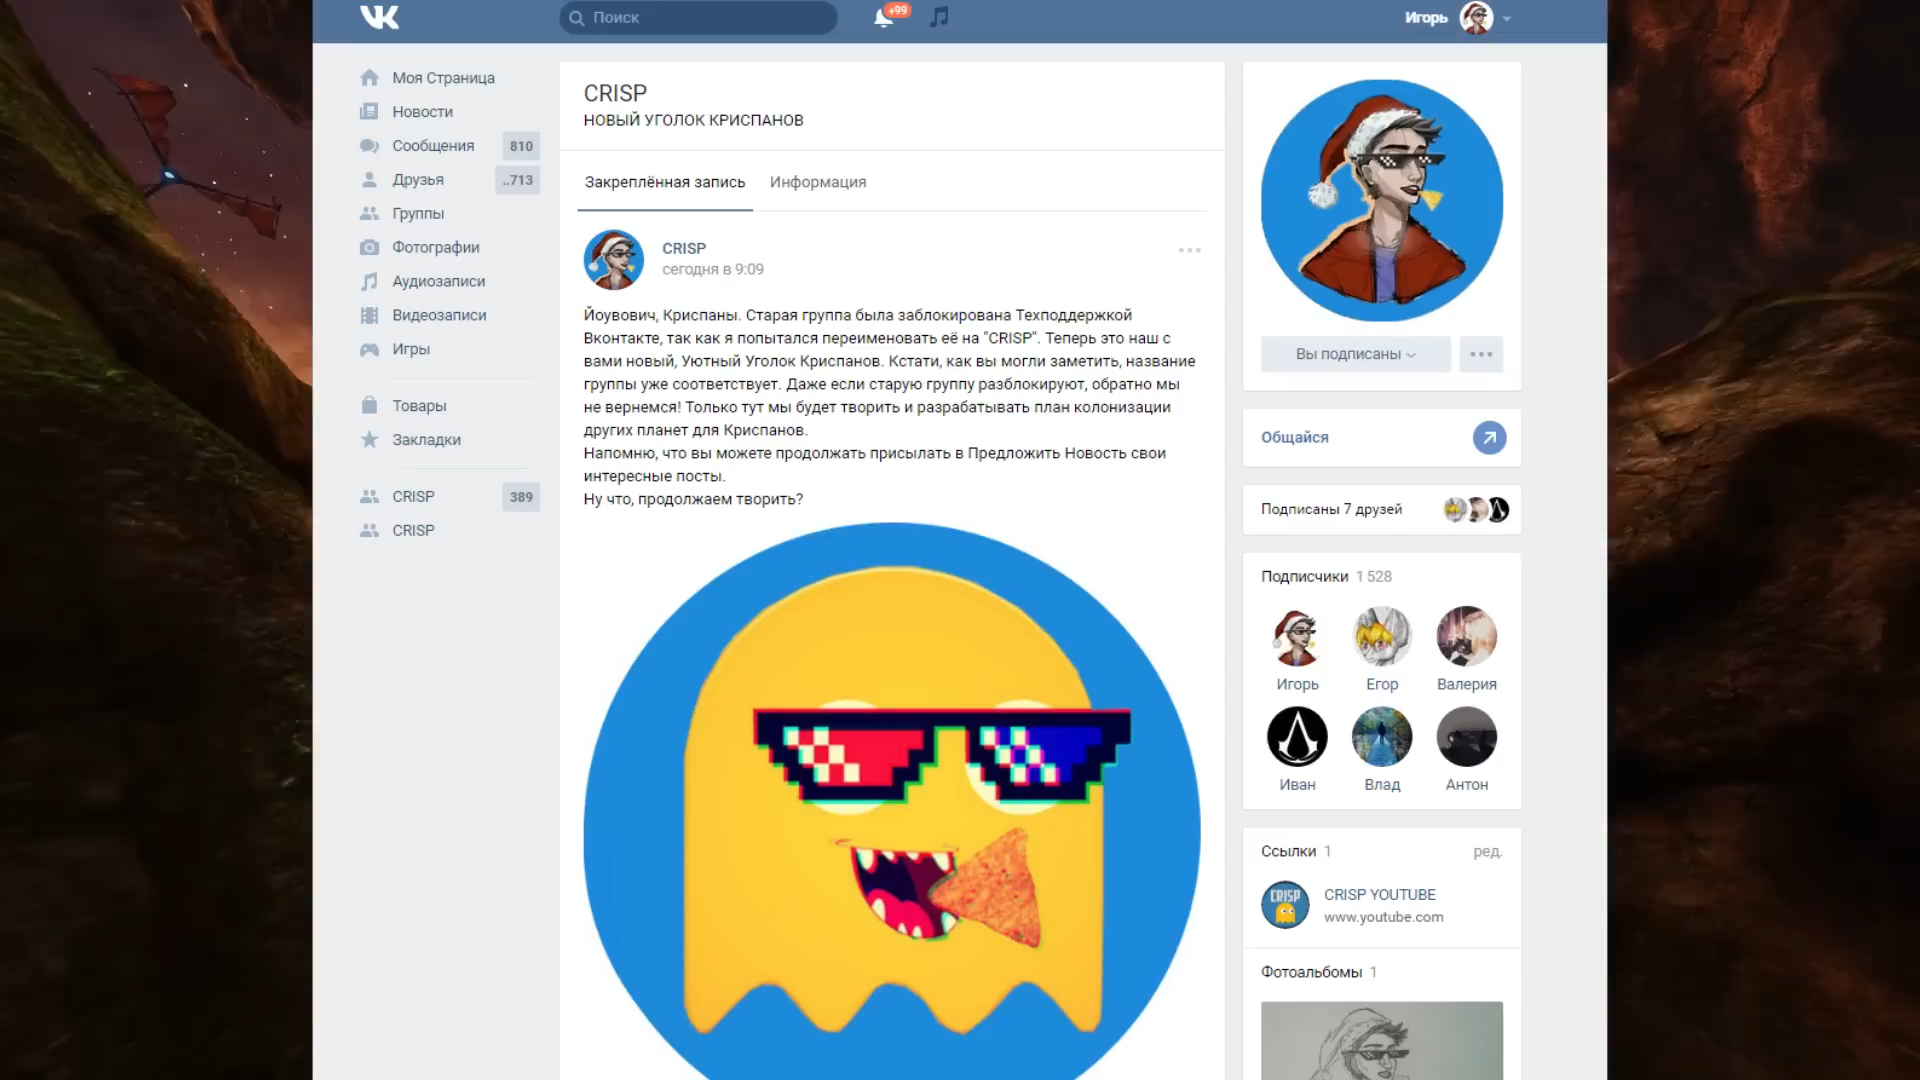 Поиск
+99
Игорь
Моя Страница
Новости
Сообщения 810
Друзья ..713
Группы
Фотографии
Аудиозаписи
Видеозаписи
Игры
Товары
Закладки
CRISP 389
CRISP
CRISP
НОВЫЙ УГОЛОК КРИСПАНОВ
Закреплённая запись Информация
CRISP
сегодня в 9:09
Йоувович, Криспаны. Старая группа была заблокирована Техподдержкой
Вконтакте, так как я попытался переименовать её на "CRISP". Теперь это наш с
вами новый, Уютный Уголок Криспанов. Кстати, как вы могли заметить, название
группы уже соответствует. Даже если старую группу разблокируют, обратно мы
не вернемся! Только тут мы будет творить и разрабатывать план колонизации
других планет для Криспанов.
Напомню, что вы можете продолжать присылать в Предложить Новость свои
интересные посты.
Ну что, продолжаем творить?
Вы подписаны
Общайся
Подписаны 7 друзей
Подписчики 1 528
Игорь Егор Валерия
Иван Влад Антон
Ссылки 1 ред.
CRISP
CRISP YOUTUBE
www.youtube.com
Фотоальбомы 1